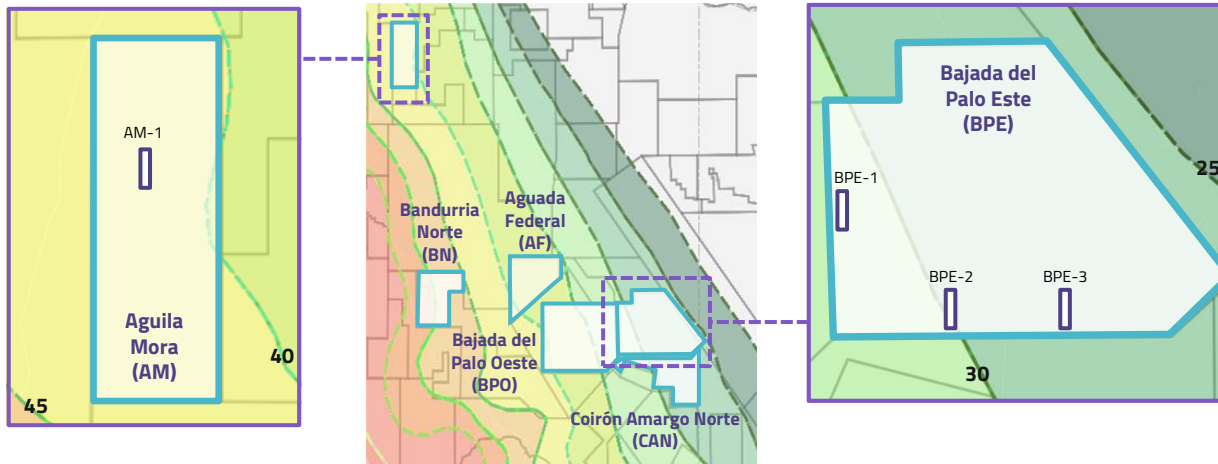 AM-1
Aguila
Mora
(AM)
40
45
Bandurria
Norte
(BN)
Aguada
Federal
(AF)
Bajada del
Palo Oeste
(BPO)
Coirón Amargo Norte
(CAN)
Bajada del
Palo Este
(BPE)
25
BPE-1
BPE-2
BPE-3
30